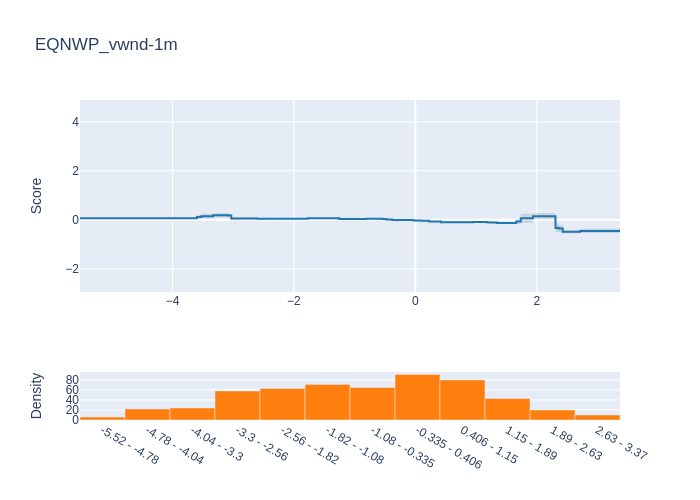 EQNWP_vwnd-1m
Score
4
2
0
−2
−4
−2
0
2
Density
80
60
40
20
0
-5.52 - -4.78
-4.78 - -4.04
-4.04 - -3.3
-3.3 - -2.56
-2.56 - -1.82
-1.82 - -1.08
-1.08 - -0.335
-0.335 - 0.406
0.406 - 1.15
1.15 - 1.89
1.89 - 2.63
2.63 - 3.37